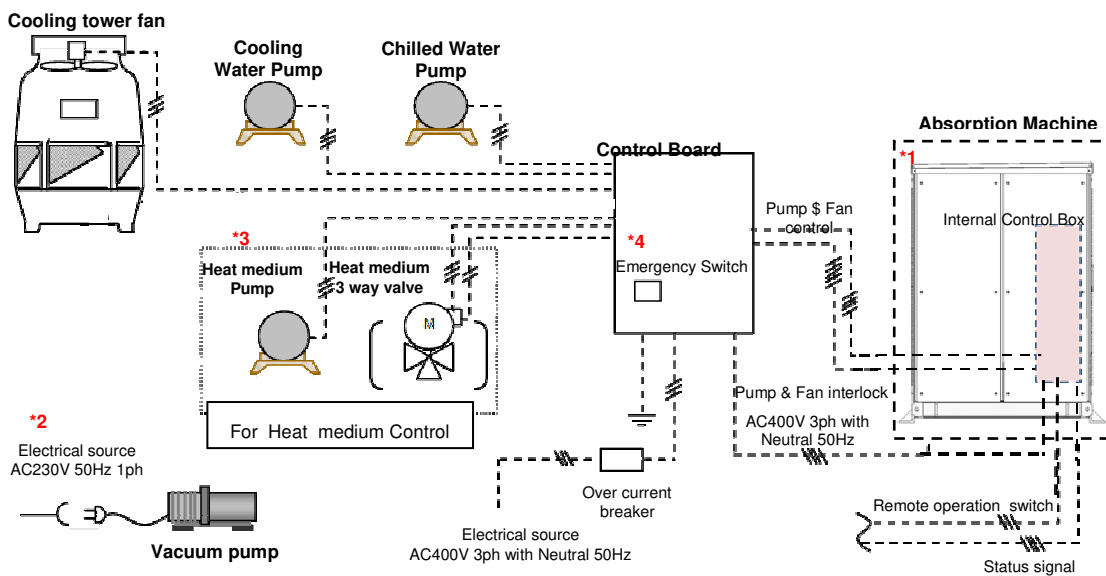 Cooling tower fan
Cooling
Water Pump
Chilled Water
Pump
Absorption Machine
*1
Control Board
Internal Control Box
Pump $ Fan
control
*3
*4
Emergency Switch
Heat medium
Pump
Heat medium
3 way valve
M
Pump & Fan interlock
*2
For Heat medium Control
AC400V 3ph with
Neutral 50Hz
Electrical source
AC230V 50Hz 1ph
Over current
breaker
Remote operation switch
Electrical source
AC400V 3ph with Neutral 50Hz
Vacuum pump
Status signal